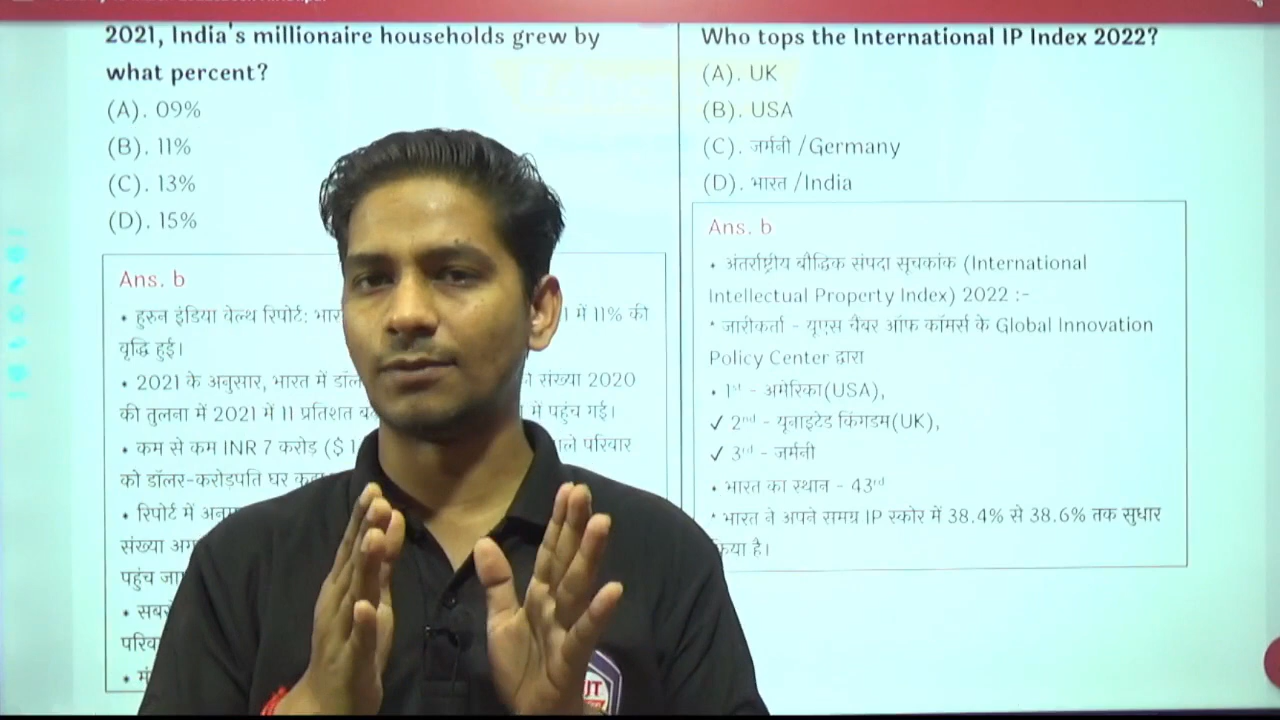 2021, India's millionaire households grew by
what percent?
(A). 09%
(B). 11%
(C). 13%
(D). 15%
Ans. b
• हुरुन इंडिया वेल्थ रिपोर्ट: भार
1 में 11% की
वृद्धि हुई।
• 2021 के अनुसार, भारत में डॉल
संख्या 2020
की तुलना में 2021 में 11 प्रतिशत
में पहुंच गई।
• कम से कम INR 7 करोड़ ($ 1
परिवार
को डॉलर-करोड़पति घर
• रिपोर्ट में
संख्या
पहुंच
• सब
परिव
Who tops the International IP Index 2022?
(A). UK
(B). USA
(C). जर्मनी /Germany
(D). भारत /India
Ans. b
• अंतर्राष्ट्रीय बौद्धिक संपदा सूचकांक (International
Intellectual Property Index) 2022 :-
* जारीकर्ता - यूएस चैंबर ऑफ कॉमर्स के Global Innovation
Policy Center द्वारा
• 1st - अमेरिका(USA),
✓ 2nd - यूनाइटेड किंगडम(UK),
✓ 3rd - जर्मनी
• भारत का स्थान - 43rd
* भारत ने अपने समग्र IP स्कोर में 38.4% से 38.6% तक सुधार
किया है।